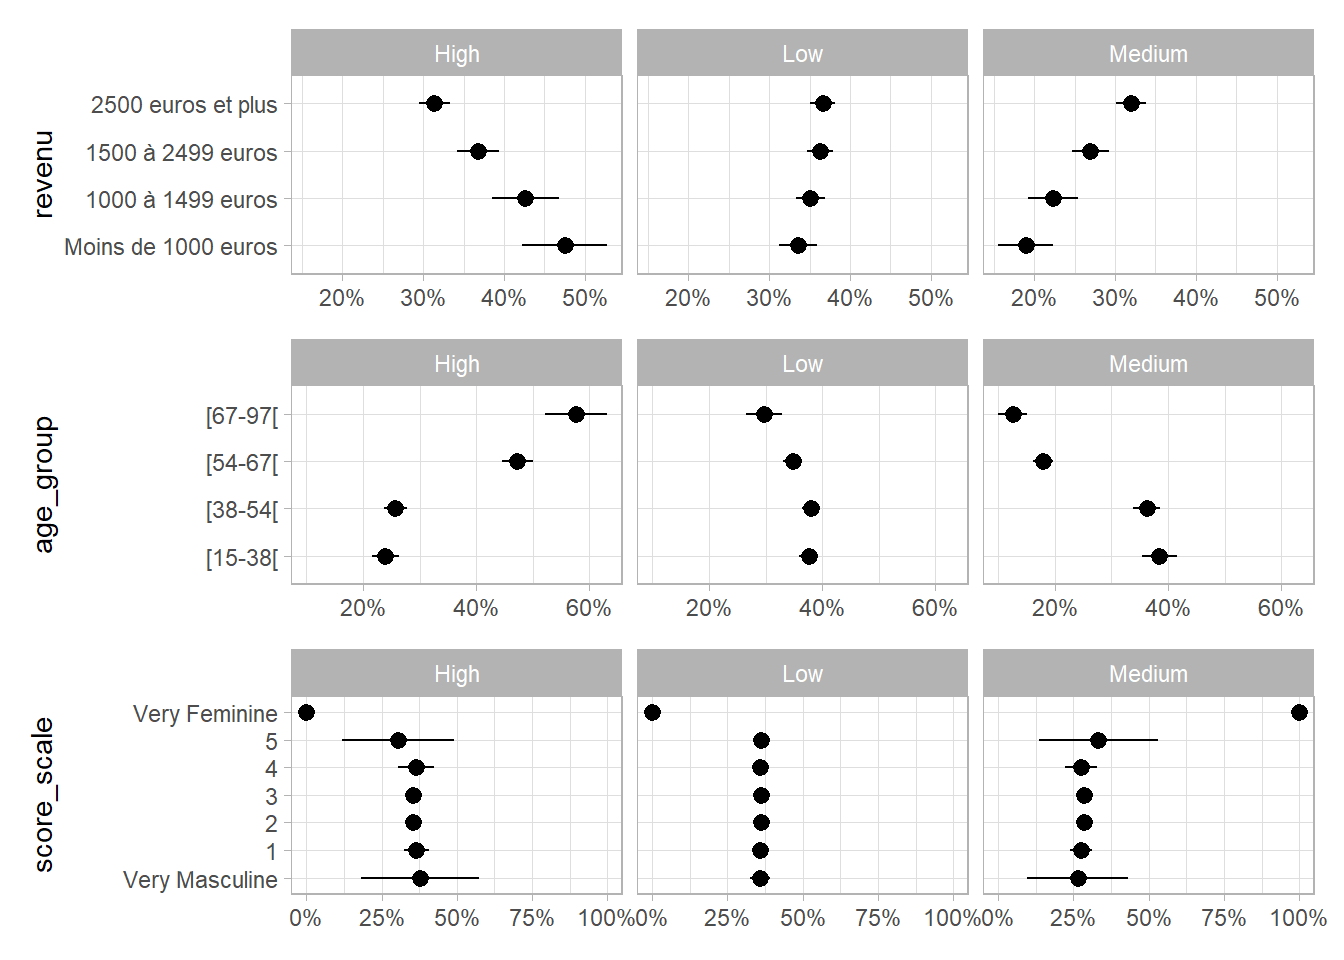 High Low Medium
revenu
2500 euros et plus
1500 à 2499 euros
1000 à 1499 euros
Moins de 1000 euros
20% 30% 40% 50% 20% 30% 40% 50% 20% 30% 40% 50%
High Low Medium
age_group
[67-97[
[54-67[
[38-54[
[15-38[
20% 40% 60% 20% 40% 60% 20% 40% 60%
High Low Medium
score_scale
Very Feminine
5
4
3
2
1
Very Masculine
0% 25% 50% 75% 100% 0% 25% 50% 75% 100% 0% 25% 50% 75% 100%